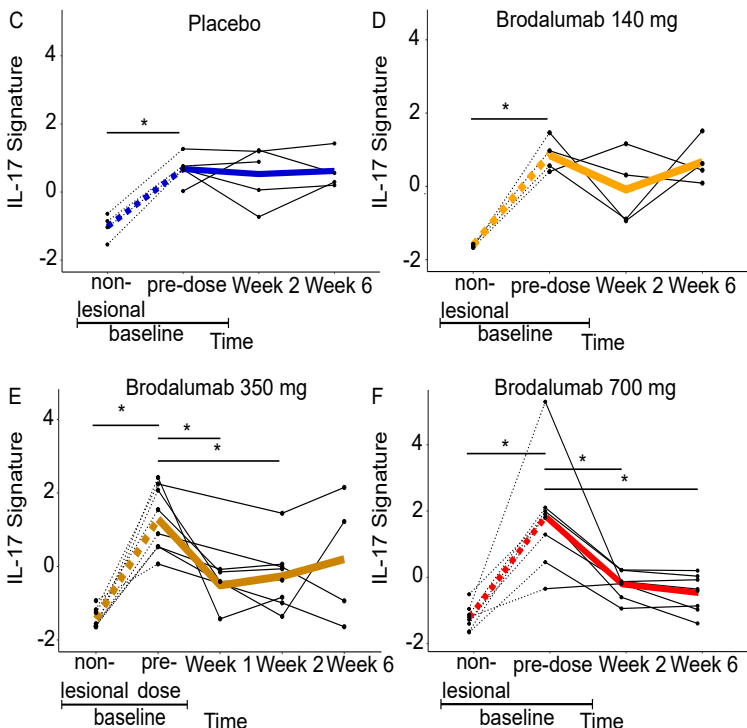 C
Placebo
IL-17 Signature
4
2
0
-2
*
non-
lesional
pre-dose Week 2 Week 6
baseline
Time
D
Brodalumab 140 mg
IL-17 Signature
4
2
0
-2
*
non-
lesional
pre-dose Week 2 Week 6
baseline
Time
E
Brodalumab 350 mg
IL-17 Signature
4
2
0
-2
*
*
*
non- pre- Week 1 Week 2 Week 6
lesional dose
baseline
Time
F
Brodalumab 700 mg
IL-17 Signature
4
2
0
-2
*
*
*
non-
lesional
pre-dose Week 2 Week 6
baseline
Time